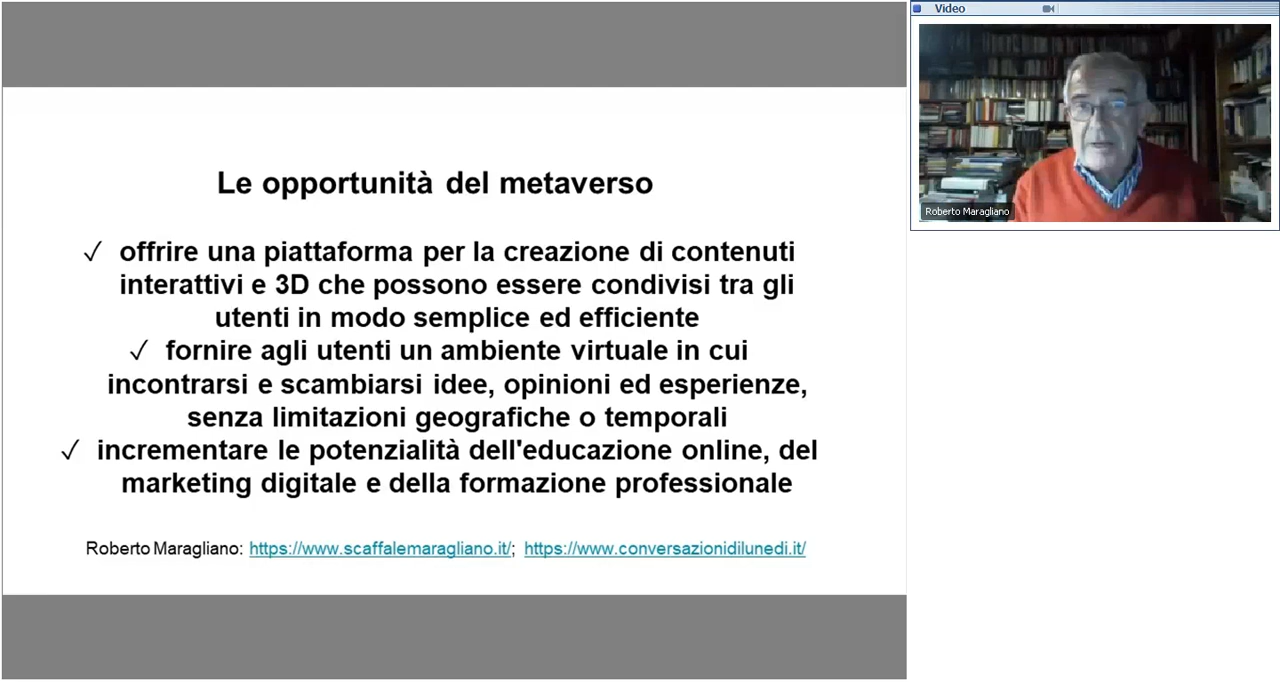 Video
Roberto Maragliano
Le opportunità del metaverso
✓ offrire una piattaforma per la creazione di contenuti
interattivi e 3D che possono essere condivisi tra gli
utenti in modo semplice ed efficiente
✓ fornire agli utenti un ambiente virtuale in cui
incontrarsi e scambiarsi idee, opinioni ed esperienze,
senza limitazioni geografiche o temporali
✓ incrementare le potenzialità dell'educazione online, del
marketing digitale e della formazione professionale
Roberto Maragliano: https://www.scaffalemaragliano.it/; https://www.conversazionidilunedi.it/